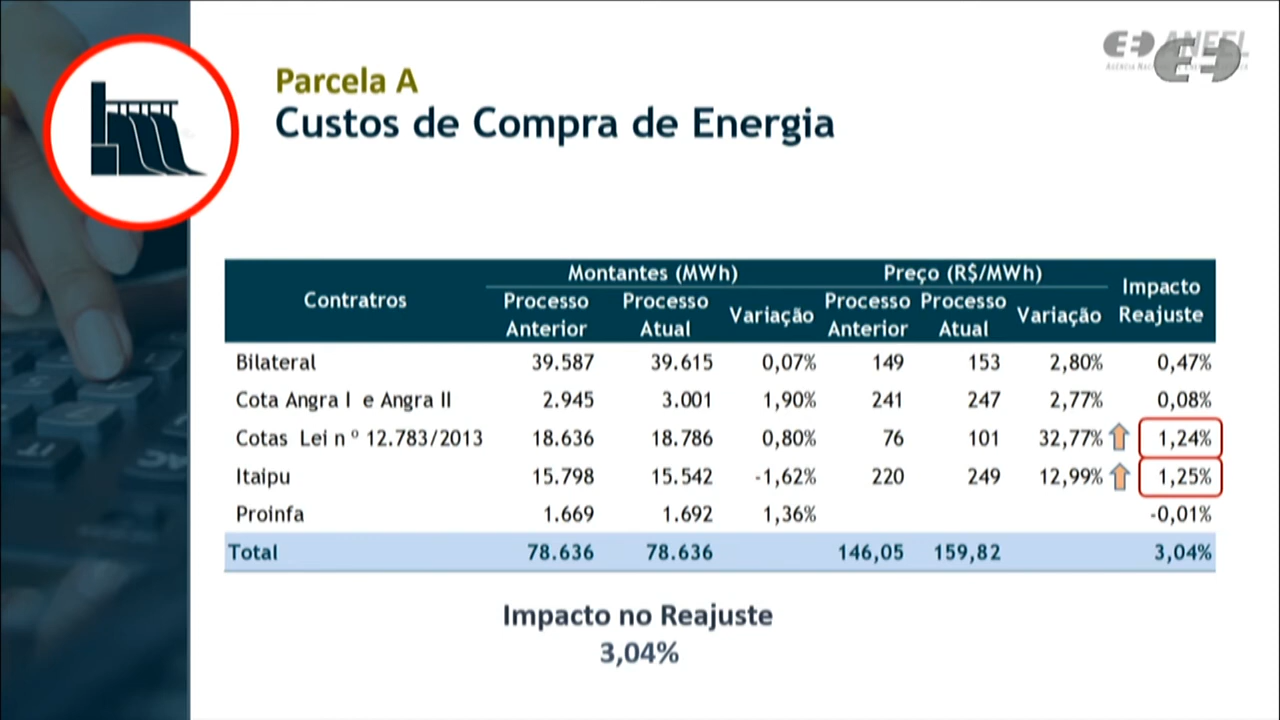 ANEEL
Parcela A
Custos de Compra de Energia
Contratros Montantes (MWh) Preço (R$/MWh) Impacto Reajuste
Processo Anterior Processo Atual Variação Processo Anterior Processo Atual Variação
Bilateral 39.587 39.615 0,07% 149 153 2,80% 0,47%
Cota Angra I e Angra II 2.945 3.001 1,90% 241 247 2,77% 0,08%
Cotas Lei n º 12.783/2013 18.636 18.786 0,80% 76 101 32,77% 1,24%
Itaipu 15.798 15.542 -1,62% 220 249 12,99% 1,25%
Proinfa 1.669 1.692 1,36% -0,01%
Total 78.636 78.636 146,05 159,82 3,04%
Impacto no Reajuste
3,04%